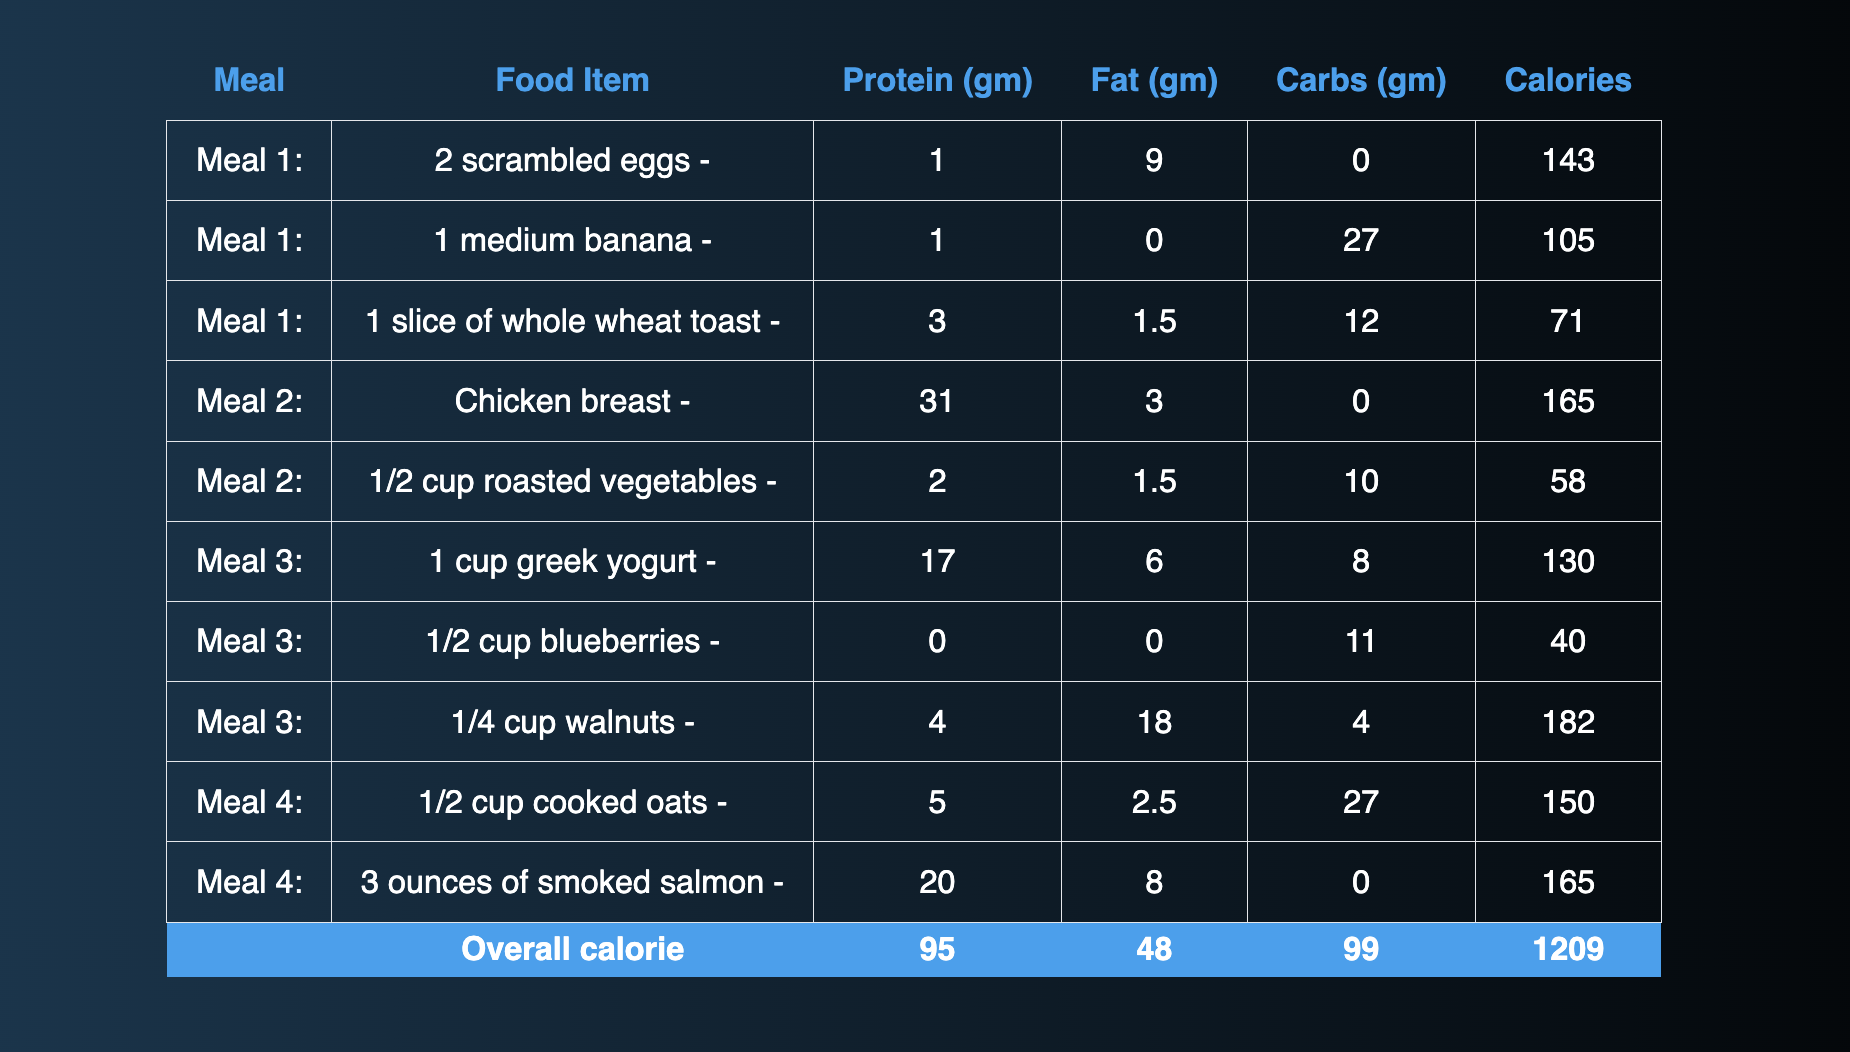 Meal Food Item Protein (gm) Fat (gm) Carbs (gm) Calories
Meal 1: 2 scrambled eggs - 1 9 0 143
Meal 1: 1 medium banana - 1 0 27 105
Meal 1: 1 slice of whole wheat toast - 3 1.5 12 71
Meal 2: Chicken breast - 31 3 0 165
Meal 2: 1/2 cup roasted vegetables - 2 1.5 10 58
Meal 3: 1 cup greek yogurt - 17 6 8 130
Meal 3: 1/2 cup blueberries - 0 0 11 40
Meal 3: 1/4 cup walnuts - 4 18 4 182
Meal 4: 1/2 cup cooked oats - 5 2.5 27 150
Meal 4: 3 ounces of smoked salmon - 20 8 0 165
Overall calorie 95 48 99 1209